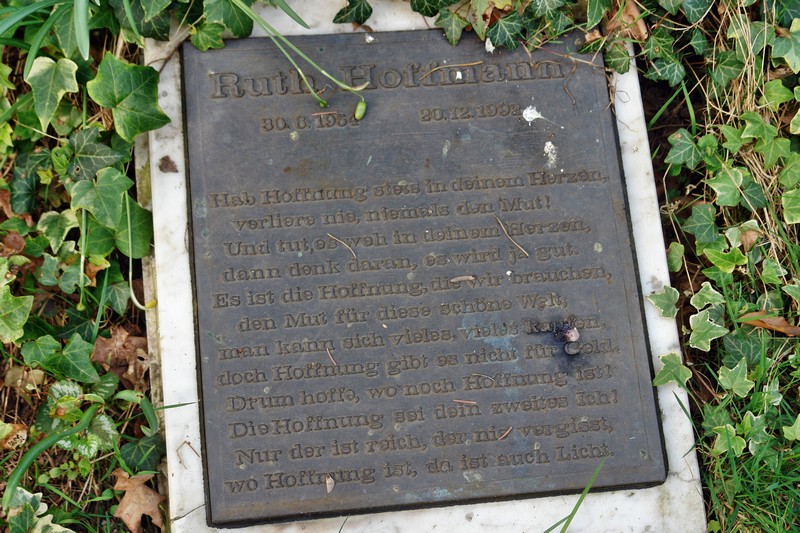 Ruth Hoffmann
30. 6. 1954 20. 12. 1992
Hab Hoffnung stets in deinem Herzen,
verliere nie, niemals den Mut!
Und tut, es weh in deinem Herzen,
dann denk daran, es wird ja gut.
Es ist die Hoffnung, die wir brauchen,
den Mut für diese schöne Welt;
man kann sich vieles, vieles kaufen,
doch Hoffnung gibt es nicht für Geld.
Drum hoffe, wo noch Hoffnung ist!
Die Hoffnung sei dein zweites Ich!
Nur der ist reich, der nie vergisst,
wo Hoffnung ist, da ist auch Licht.